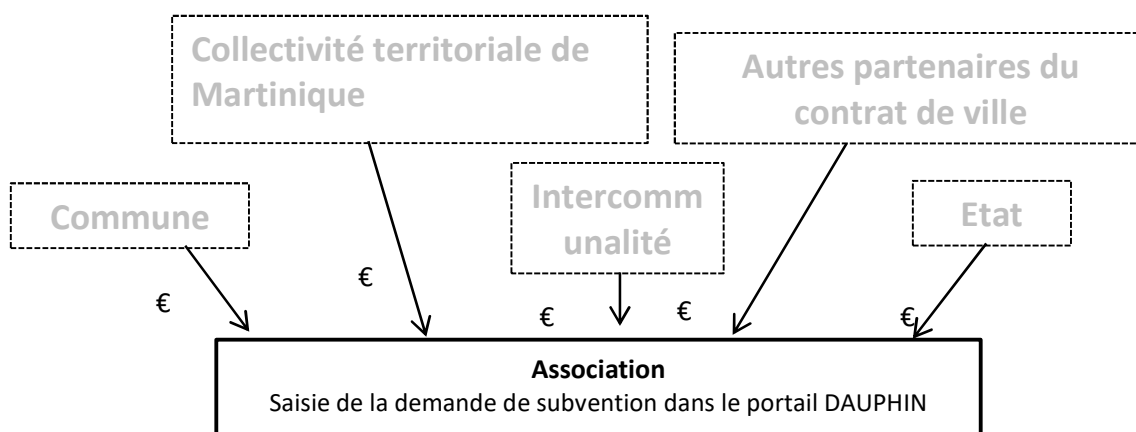 Collectivité territoriale de
Martinique
Autres partenaires du
contrat de ville
Commune
Intercomm
unalité
Etat
€
€
€
€
€
Association
Saisie de la demande de subvention dans le portail DAUPHIN